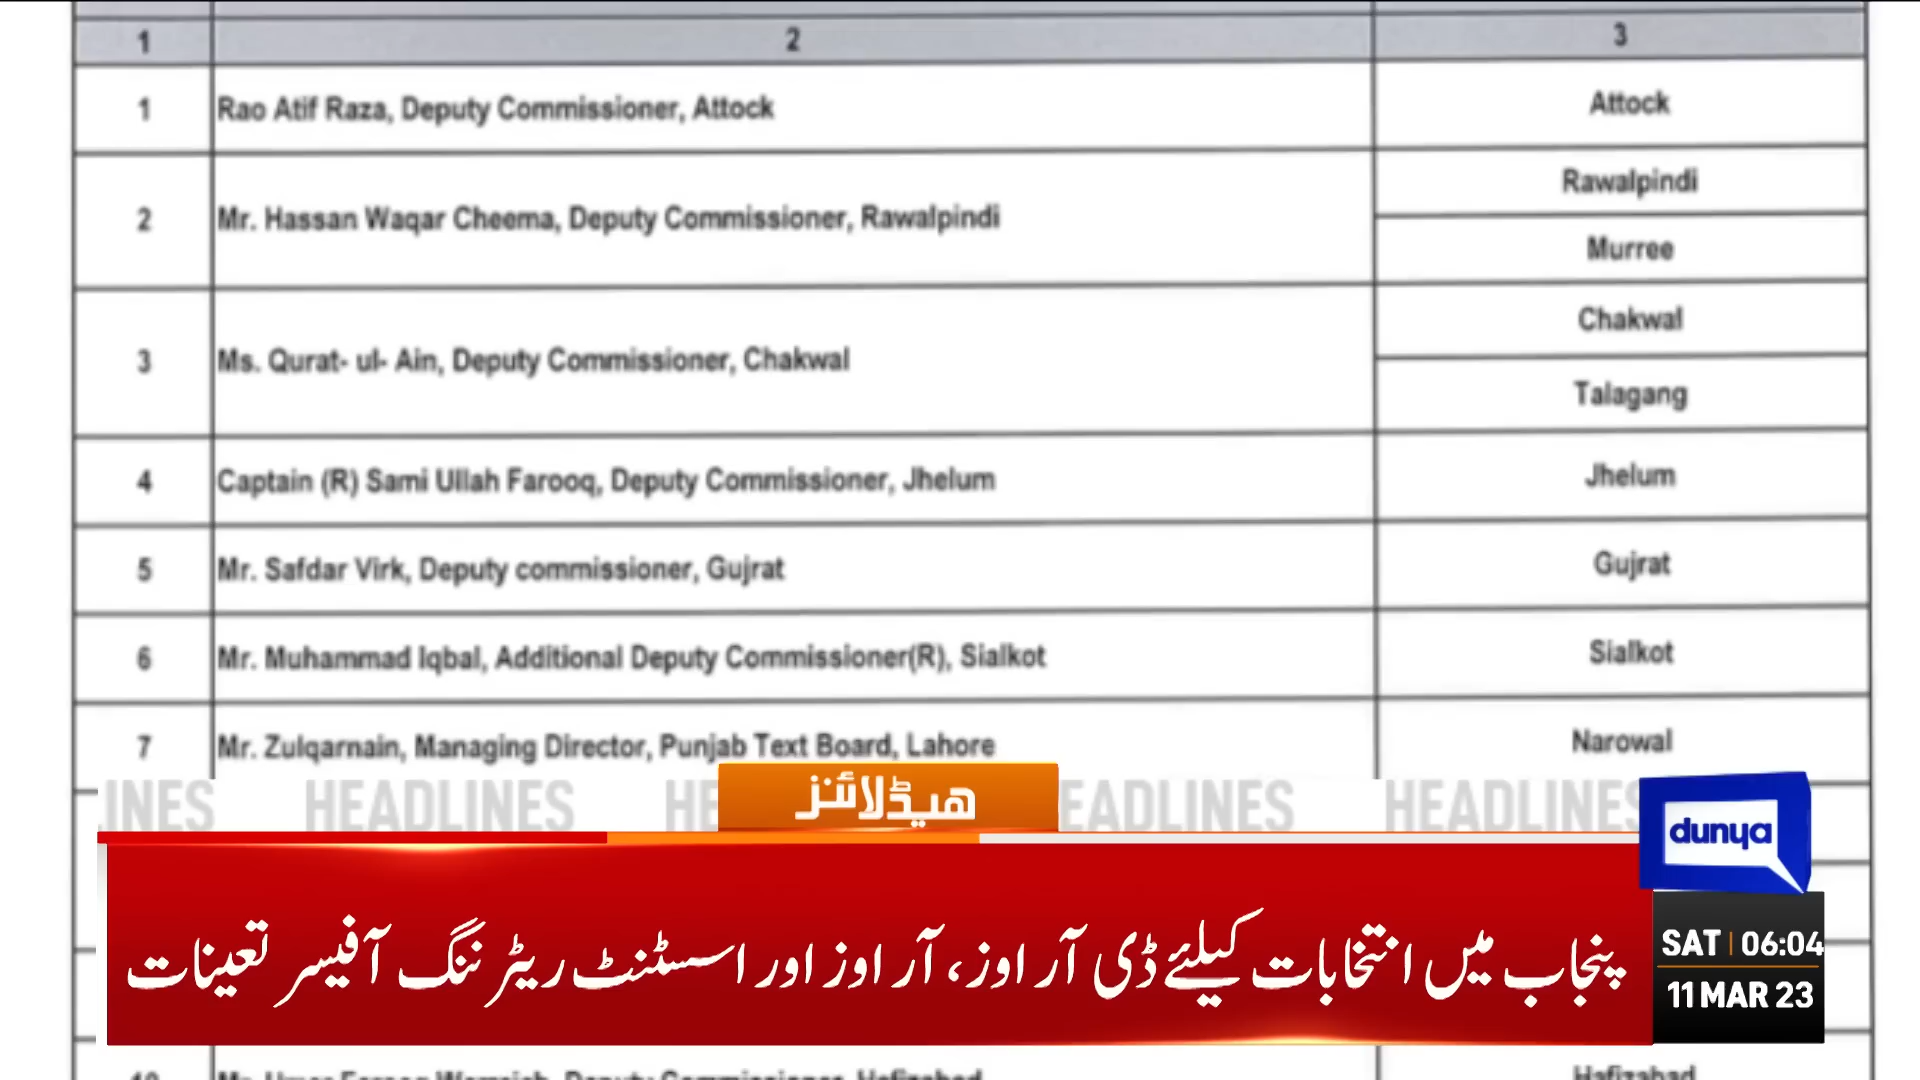 1 2 3
1 Rao Atif Raza, Deputy Commissioner, Attock Attock
2 Mr. Hassan Waqar Cheema, Deputy Commissioner, Rawalpindi Rawalpindi
Murree
3 Ms. Qurat- ul- Ain, Deputy Commissioner, Chakwal Chakwal
Talagang
4 Captain (R) Sami Ullah Farooq, Deputy Commissioner, Jhelum Jhelum
5 Mr. Safdar Virk, Deputy commissioner, Gujrat Gujrat
6 Mr. Muhammad Iqbal, Additional Deputy Commissioner(R), Sialkot Sialkot
7 Mr. Zulqarnain, Managing Director, Punjab Text Board, Lahore Narowal
HEADLINES HEADLINES
ہیڈلائنز
dunya
پنجاب میں انتخابات کیلئے ڈی آر اوز، آر اوز اور اسسٹنٹ ریٹرننگ آفیسر تعینات
SAT 06:04
11 MAR 23
Deputy Commissioner, Hafizabad Hafizabad